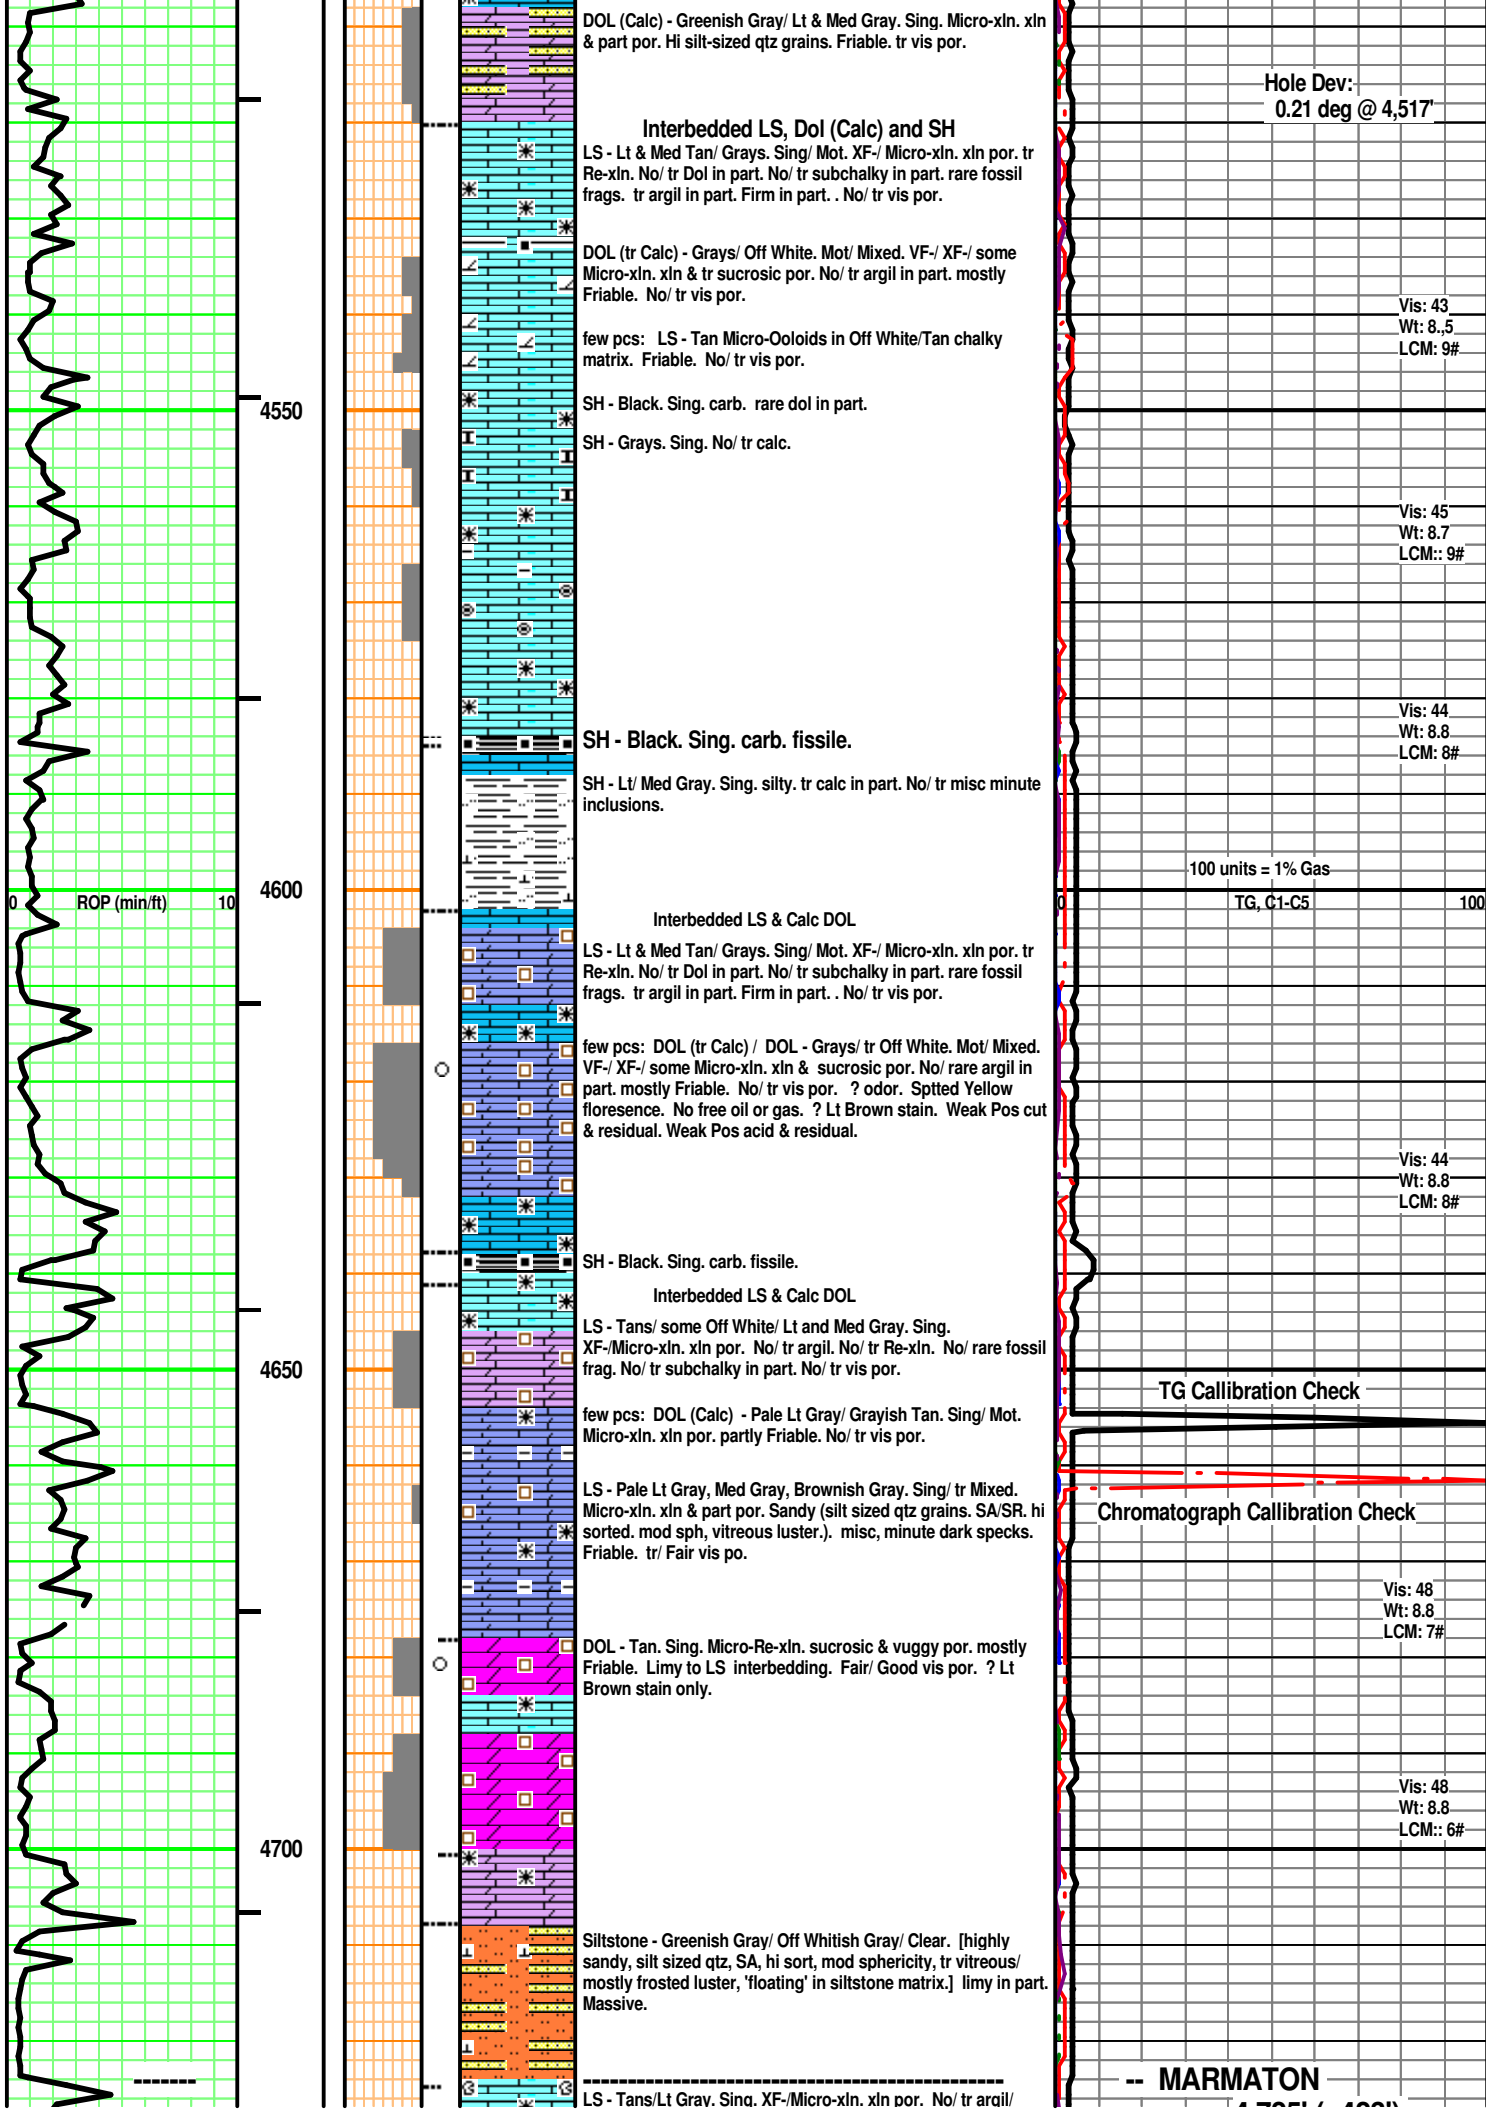 DOL (Calc) - Greenish Gray/ Lt & Med Gray. Sing. Micro-xln. xln
& part por. Hi silt-sized qtz grains. Friable. tr vis por.
Hole Dev:
0.21 deg @ 4,517'
Interbedded LS, Dol (Calc) and SH
LS - Lt & Med Tan/ Grays. Sing/ Mot. XF-/ Micro-xln. xln por. tr
Re-xln. No/ tr Dol in part. No/ tr subchalky in part. rare fossil
frags. tr argil in part. Firm in part. . No/ tr vis por.
DOL (tr Calc) - Grays/ Off White. Mot/ Mixed. VF-/ XF-/ some
Micro-xln. xln & tr sucrosic por. No/ tr argil in part. mostly
Friable. No/ tr vis por.
Vis: 43
Wt: 8.,5
LCM: 9#
few pcs: LS - Tan Micro-Ooloids in Off White/Tan chalky
matrix. Friable. No/ tr vis por.
SH - Black. Sing. carb. rare dol in part.
4550
SH - Grays. Sing. No/ tr calc.
Vis: 45
Wt: 8.7
LCM:: 9#
Vis: 44
Wt: 8.8
LCM: 8#
SH - Black. Sing. carb. fissile.
SH - Lt/ Med Gray. Sing. silty. tr calc in part. No/ tr misc minute
inclusions.
100 units = 1% Gas
4600
0 ROP (min/ft) 10
0 TG, C1-C5 100
Interbedded LS & Calc DOL
LS - Lt & Med Tan/ Grays. Sing/ Mot. XF-/ Micro-xln. xln por. tr
Re-xln. No/ tr Dol in part. No/ tr subchalky in part. rare fossil
frags. tr argil in part. Firm in part. . No/ tr vis por.
few pcs: DOL (tr Calc) / DOL - Grays/ tr Off White. Mot/ Mixed.
VF-/ XF-/ some Micro-xln. xln & sucrosic por. No/ rare argil in
part. mostly Friable. No/ tr vis por. ? odor. Sptted Yellow
floresence. No free oil or gas. ? Lt Brown stain. Weak Pos cut
& residual. Weak Pos acid & residual.
Vis: 44
Wt: 8.8
LCM: 8#
SH - Black. Sing. carb. fissile.
Interbedded LS & Calc DOL
LS - Tans/ some Off White/ Lt and Med Gray. Sing.
XF-/Micro-xln. xln por. No/ tr argil. No/ tr Re-xln. No/ rare fossil
frag. No/ tr subchalky in part. No/ tr vis por.
4650
TG Callibration Check
few pcs: DOL (Calc) - Pale Lt Gray/ Grayish Tan. Sing/ Mot.
Micro-xln. xln por. partly Friable. No/ tr vis por.
LS - Pale Lt Gray, Med Gray, Brownish Gray. Sing/ tr Mixed.
Micro-xln. xln & part por. Sandy (silt sized qtz grains. SA/SR. hi
sorted. mod sph, vitreous luster.). misc, minute dark specks.
Friable. tr/ Fair vis po.
Chromatograph Callibration Check
Vis: 48
Wt: 8.8
LCM: 7#
DOL - Tan. Sing. Micro-Re-xln. sucrosic & vuggy por. mostly
Friable. Limy to LS interbedding. Fair/ Good vis por. ? Lt
Brown stain only.
Vis: 48
Wt: 8.8
LCM:: 6#
4700
Siltstone - Greenish Gray/ Off Whitish Gray/ Clear. [highly
sandy, silt sized qtz, SA, hi sort, mod sphericity, tr vitreous/
mostly frosted luster, 'floating' in siltstone matrix.] limy in part.
Massive.
-- MARMATON
LS - Tans/Lt Gray. Sing. XF-/Micro-xln. xln por. No/ tr argil/